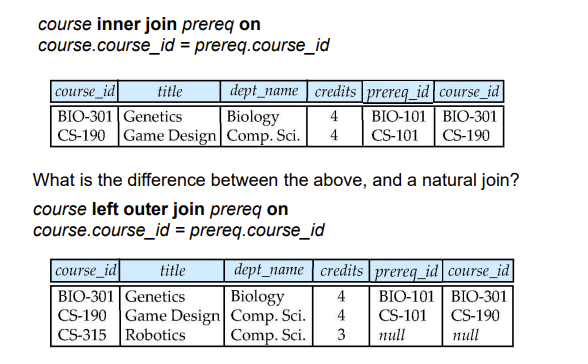 course inner join prereq on
course.course_id = prereq.course_id
course_id title dept_name credits prereq_id course_id
BIO-301 Genetics Biology 4 BIO-101 BIO-301
CS-190 Game Design Comp. Sci. 4 CS-101 CS-190
What is the difference between the above, and a natural join?
course left outer join prereq on
course.course_id = prereq.course_id
course_id title dept_name credits prereq_id course_id
BIO-301 Genetics Biology 4 BIO-101 BIO-301
CS-190 Game Design Comp. Sci. 4 CS-101 CS-190
CS-315 Robotics Comp. Sci. 3 null null